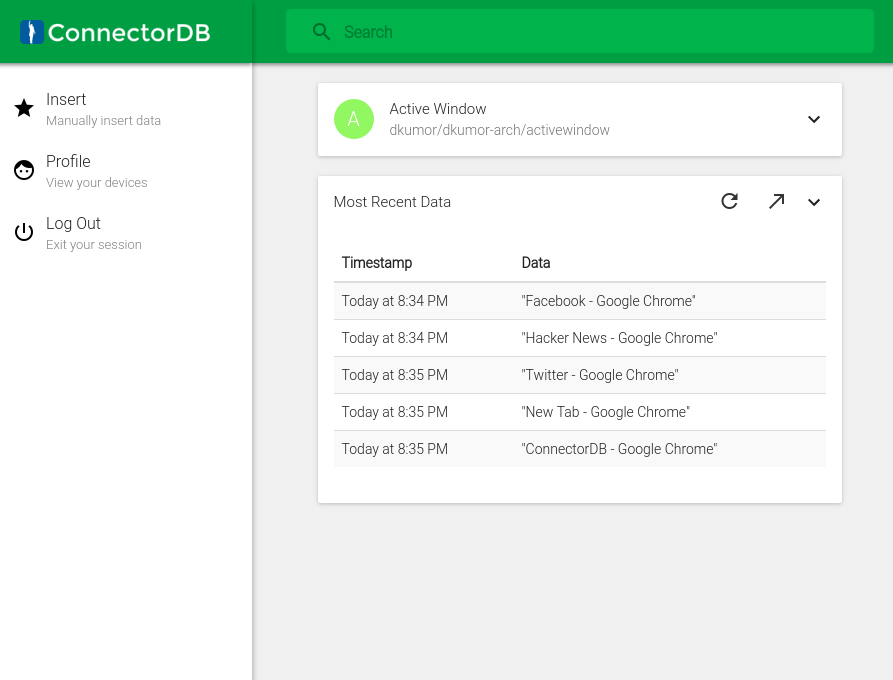 ConnectorDB
Search
Insert
Manually insert data
Profile
View your devices
Log Out
Exit your session
A
Active Window
dkumor/dkumor-arch/activewindow
Most Recent Data
Timestamp Data
Today at 8:34 PM "Facebook - Google Chrome"
Today at 8:34 PM "Hacker News - Google Chrome"
Today at 8:35 PM "Twitter - Google Chrome"
Today at 8:35 PM "New Tab - Google Chrome"
Today at 8:35 PM "ConnectorDB - Google Chrome"